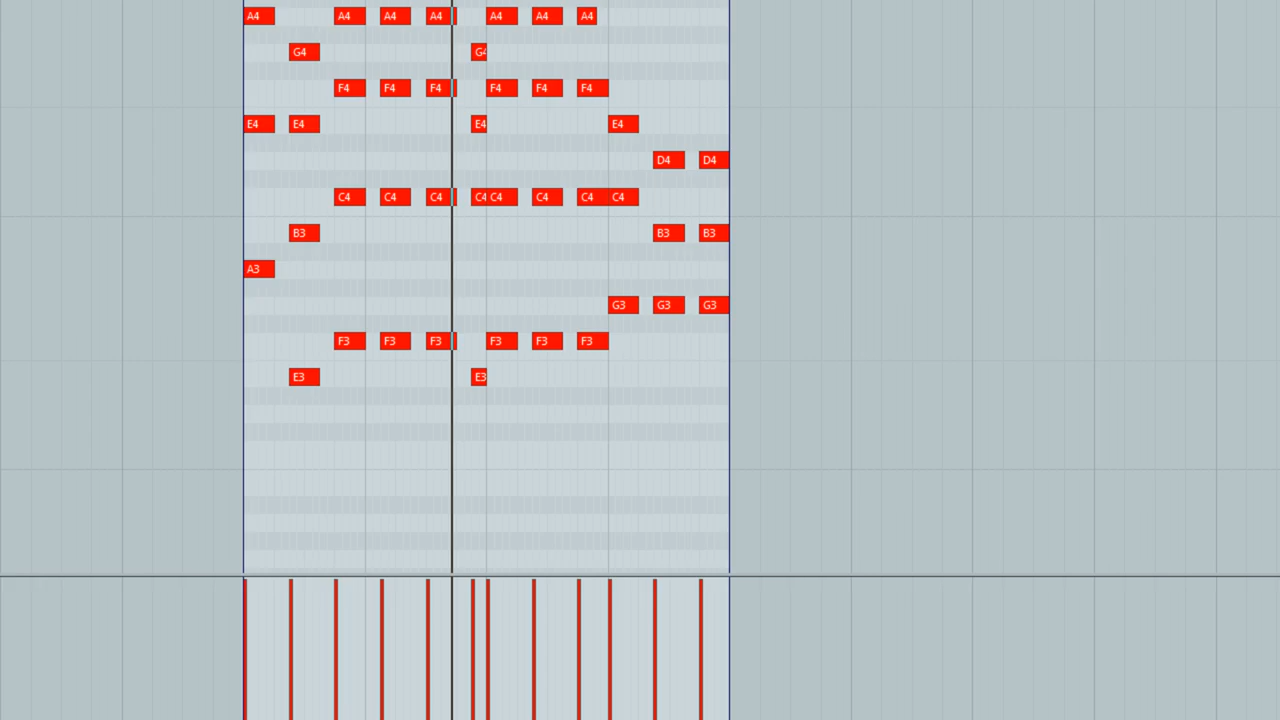 A4 A4 A4 A4 A4 A4 A4
G4 G4
F4 F4 F4 F4 F4 F4
E4 E4 E4 E4
D4 D4
C4 C4 C4 C4 C4 C4 C4 C4
B3 B3 B3
A3
G3 G3 G3
F3 F3 F3 F3 F3 F3
E3 E3